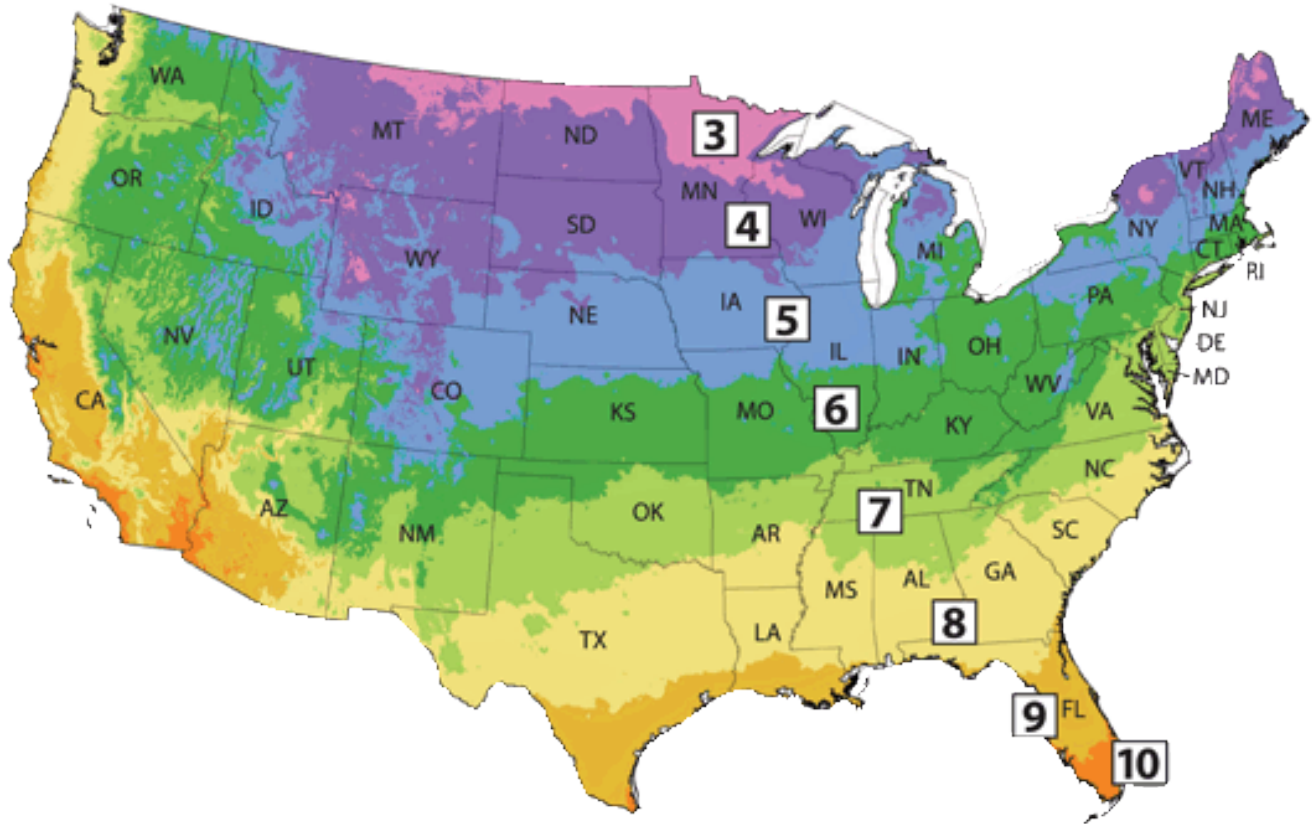 WA
MT
ND
3
ME
OR
ID
MN
VT
NH
SD
4
WI
NY
MA
WY
MI
CT
RI
NE
IA
5
PA
NJ
NV
UT
IL
IN
OH
DE
CO
MD
CA
KS
MO
6
WV
KY
VA
NC
AZ
NM
OK
AR
7
TN
SC
MS
AL
GA
TX
LA
8
9
FL
10